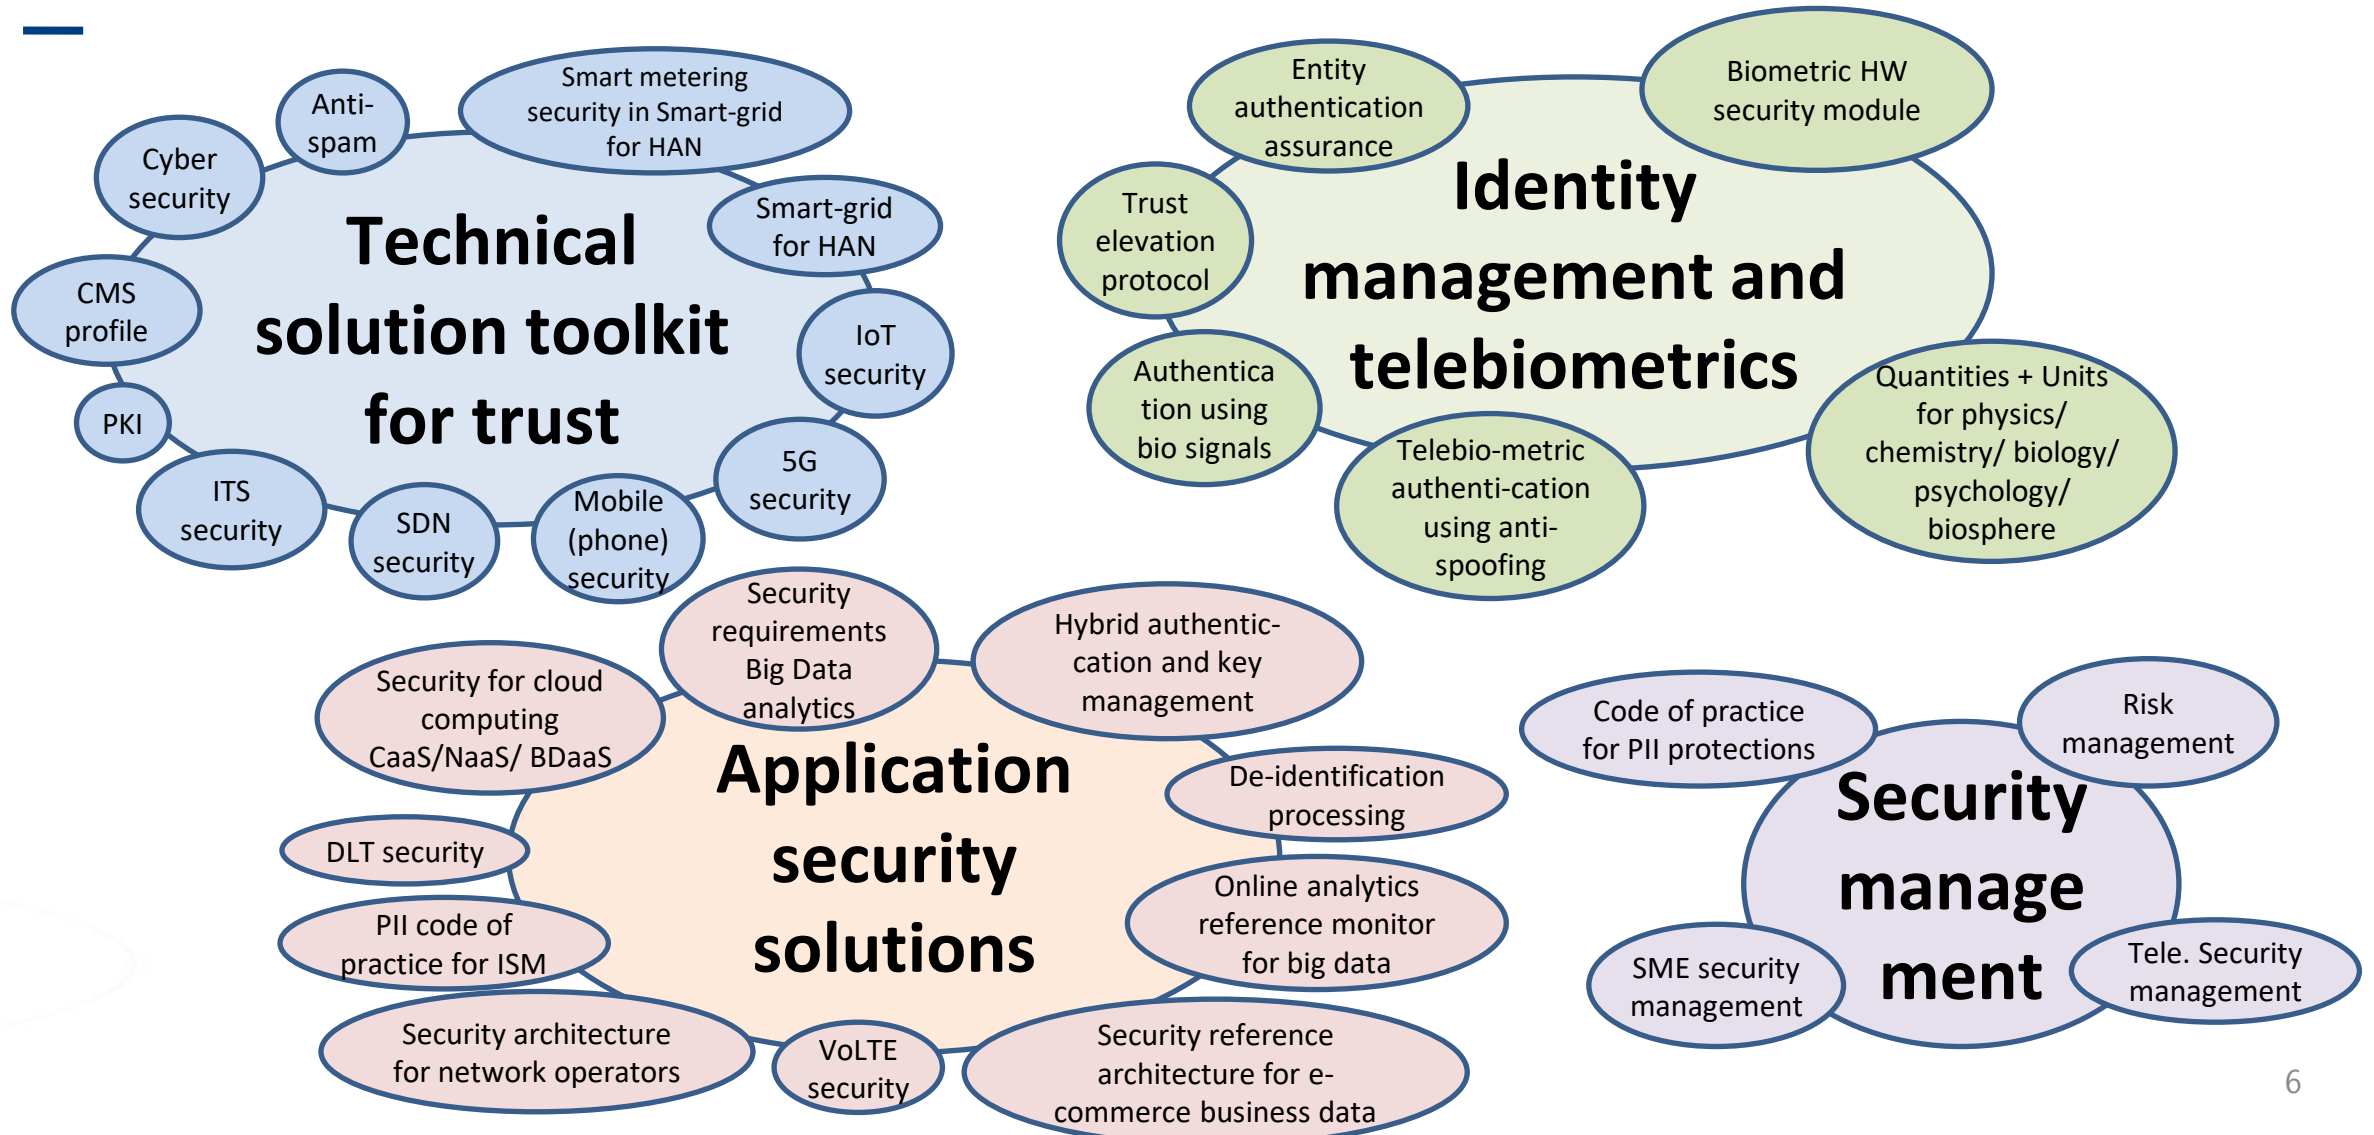 Anti-
spam
Smart metering
security in Smart-grid
for HAN
Cyber
security
Smart-grid
for HAN
CMS
profile
Technical
solution toolkit
for trust
IoT
security
PKI
5G
security
ITS
security
SDN
security
Mobile
(phone)
security
Entity
authentication
assurance
Biometric HW
security module
Trust
elevation
protocol
Identity
management and
telebiometrics
Authentica
tion using
bio signals
Telebio-metric
authenti-cation
using anti-
spoofing
Quantities + Units
for physics/
chemistry/ biology/
psychology/
biosphere
Security
requirements
Big Data
analytics
Hybrid authentic-
cation and key
management
Security for cloud
computing
CaaS/NaaS/ BDaaS
Application
security
solutions
De-identification
processing
DLT security
Online analytics
reference monitor
for big data
PII code of
practice for ISM
Security architecture
for network operators
VoLTE
security
Security reference
architecture for e-
commerce business data
Code of practice
for PII protections
Risk
management
Security
manage
ment
SME security
management
Tele. Security
management
6